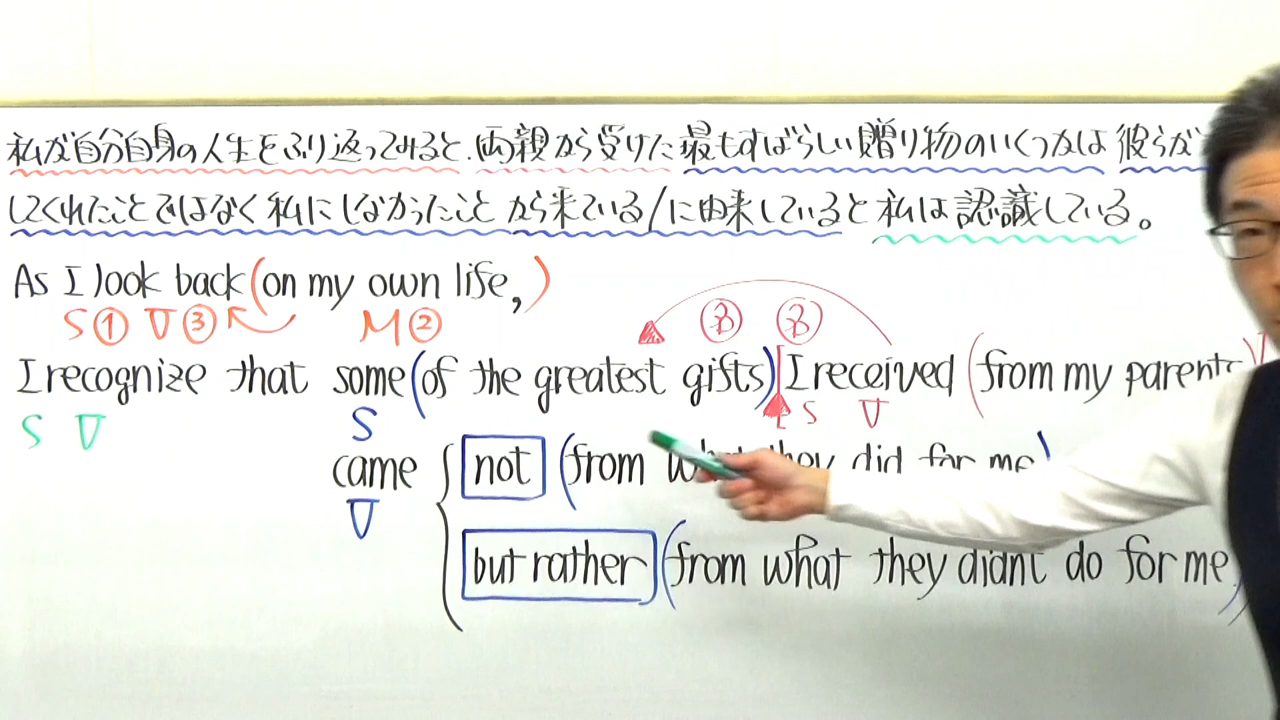 私が自分自身の人生をふり返ってみると、両親から受けた最もすばらしい贈り物のいくつかは 彼らが
してくれたことではなく私にしなかったことから来ている/に由来していると私は認識している。
As I look back (on my own life,)
S① V③ M②
名 名
I recognize that some (of the greatest gifts) [I received (from my parents)
S V S S V
came not (from what they did for me)
V
but rather (from what they didn't do for me)